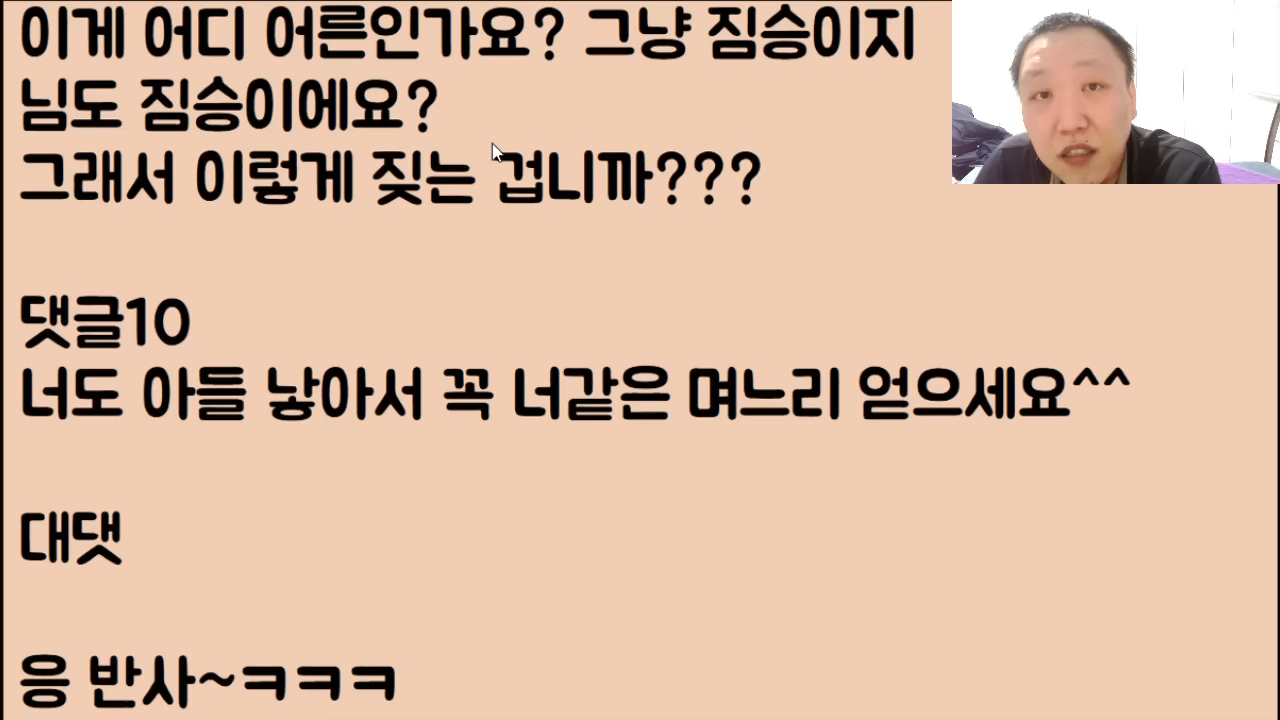 이게 어디 어른인가요? 그냥 짐승이지
님도 짐승이에요?
그래서 이렇게 짖는 겁니까???
댓글10
너도 아들 낳아서 꼭 너같은 며느리 얻으세요^^
대댓
응 반사~ㅋㅋㅋ